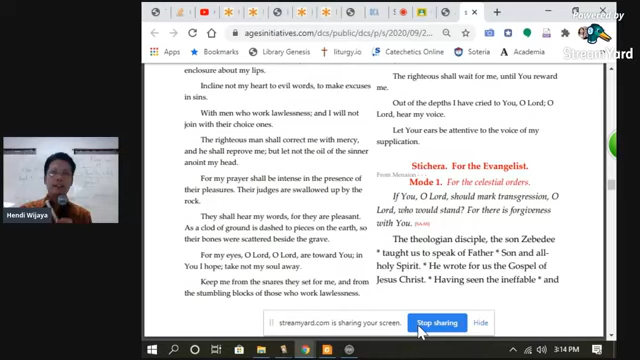 Powered by
StreamYard
agesinitiatives.com/dcs/public/dcs/p/s/2020/09/2
Bookmarks
Library Genesis
liturgy.io
Catechetics Online
Soteria
Academia
enclosure about my lips.
Incline not my heart to evil words, to make excuses
in sins.
With men who work lawlessness; and I will not
join with their choice ones.
The righteous man shall correct me with mercy,
and he shall reprove me; but let not the oil of the sinner
anoint my head.
For my prayer shall be intense in the presence of
their pleasures. Their judges are swallowed up by the
rock.
They shall hear my words, for they are pleasant.
As a clod of ground is dashed to pieces on the earth, so
their bones were scattered beside the grave.
For my eyes, O Lord, O Lord, are toward You; in
You I hope; take not my soul away.
Keep me from the snares they set for me, and from
the stumbling blocks of those who work lawlessness.
The righteous shall wait for me, until You reward
me.
Out of the depths I have cried to You, O Lord; O
Lord, hear my voice.
Let Your ears be attentive to the voice of my
supplication.
Stichera. For the Evangelist.
From Menaion - - -
Mode 1. For the celestial orders.
If You, O Lord, should mark transgression, O
Lord, who would stand? For there is forgiveness
with You.
The theologian disciple, the son Zebedee
* taught us to speak of Father * Son and all-
holy Spirit. * He wrote for us the Gospel of
Jesus Christ. * Having seen the ineffable * and
Hendi Wijaya
streamyard.com is sharing your screen.
Stop sharing
Hide
3:14 PM